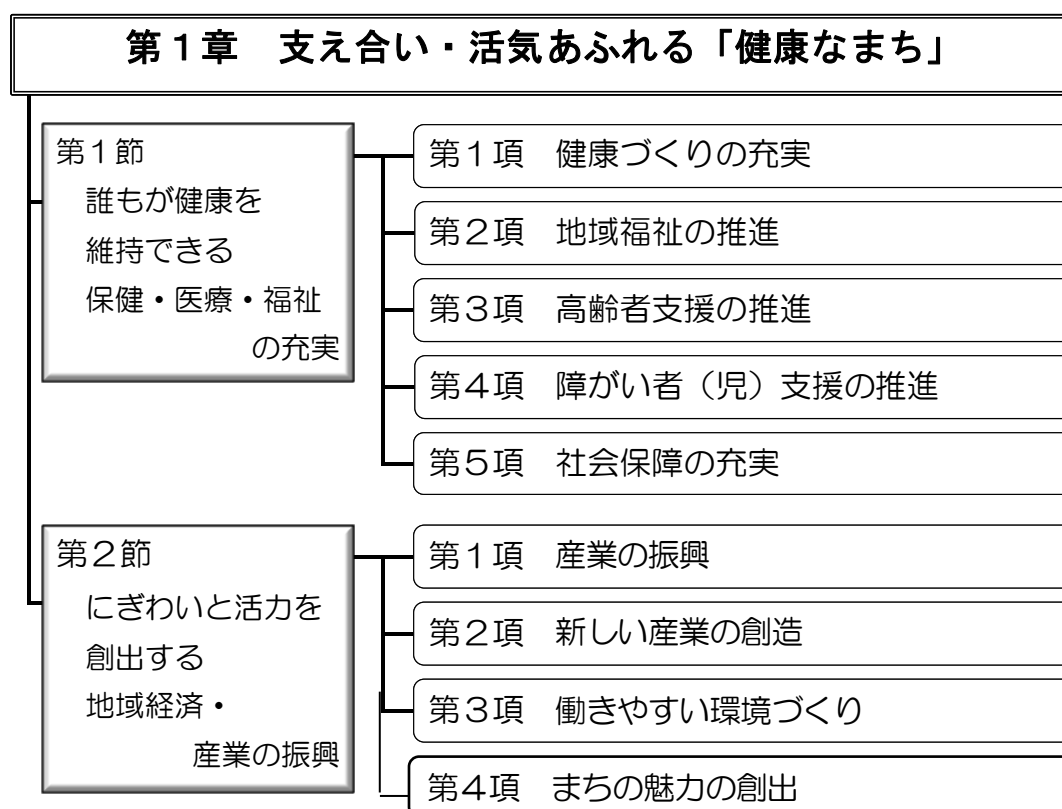 第１章　支え合い・活気あふれる「健康なまち」
第１節
誰もが健康を
維持できる
保健・医療・福祉
の充実
第１項　健康づくりの充実
第２項　地域福祉の推進
第３項　高齢者支援の推進
第４項　障がい者（児）支援の推進
第５項　社会保障の充実
第２節
にぎわいと活力を
創出する
地域経済・
産業の振興
第１項　産業の振興
第２項　新しい産業の創造
第３項　働きやすい環境づくり
第４項　まちの魅力の創出